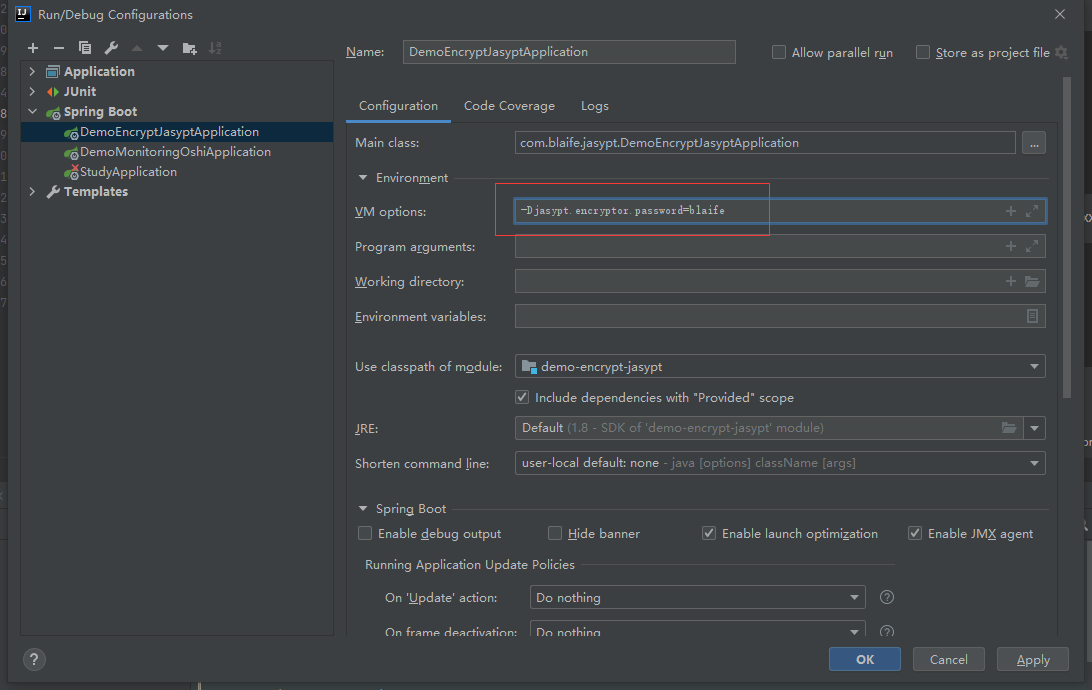 Run/Debug Configurations
Application
JUnit
Spring Boot
DemoEncryptJasyptApplication
DemoMonitoringOshiApplication
StudyApplication
Templates
Name: DemoEncryptJasyptApplication
Allow parallel run
Store as project file
Configuration Code Coverage Logs
Main class: com.blaife.jasypt.DemoEncryptJasyptApplication ...
Environment
VM options: -Djasypt.encryptor.password=blaife
Program arguments:
Working directory:
Environment variables:
Use classpath of module: demo-encrypt-jasypt
Include dependencies with "Provided" scope
JRE: Default (1.8 - SDK of 'demo-encrypt-jasypt' module)
Shorten command line: user-local default: none - java [options] className [args]
Spring Boot
Enable debug output Hide banner Enable launch optimization Enable JMX agent
Running Application Update Policies
On 'Update' action: Do nothing ?
On frame deactivation: Do nothing ?
? OK Cancel Apply